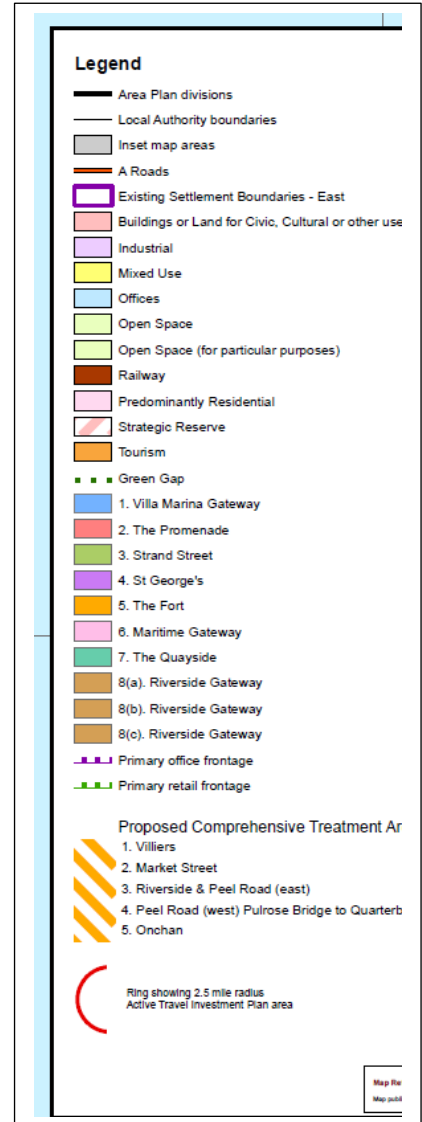 Legend
Area Plan divisions
Local Authority boundaries
Inset map areas
A Roads
Existing Settlement Boundaries - East
Buildings or Land for Civic, Cultural or other use
Industrial
Mixed Use
Offices
Open Space
Open Space (for particular purposes)
Railway
Predominantly Residential
Strategic Reserve
Tourism
Green Gap
1. Villa Marina Gateway
2. The Promenade
3. Strand Street
4. St George's
5. The Fort
6. Maritime Gateway
7. The Quayside
8(a). Riverside Gateway
8(b). Riverside Gateway
8(c). Riverside Gateway
Primary office frontage
Primary retail frontage
Proposed Comprehensive Treatment Ar
1. Villiers
2. Market Street
3. Riverside & Peel Road (east)
4. Peel Road (west) Pulrose Bridge to Quarterb
5. Onchan
Ring showing 2.5 mile radius
Active Travel Investment Plan area
Map Re
Map publi